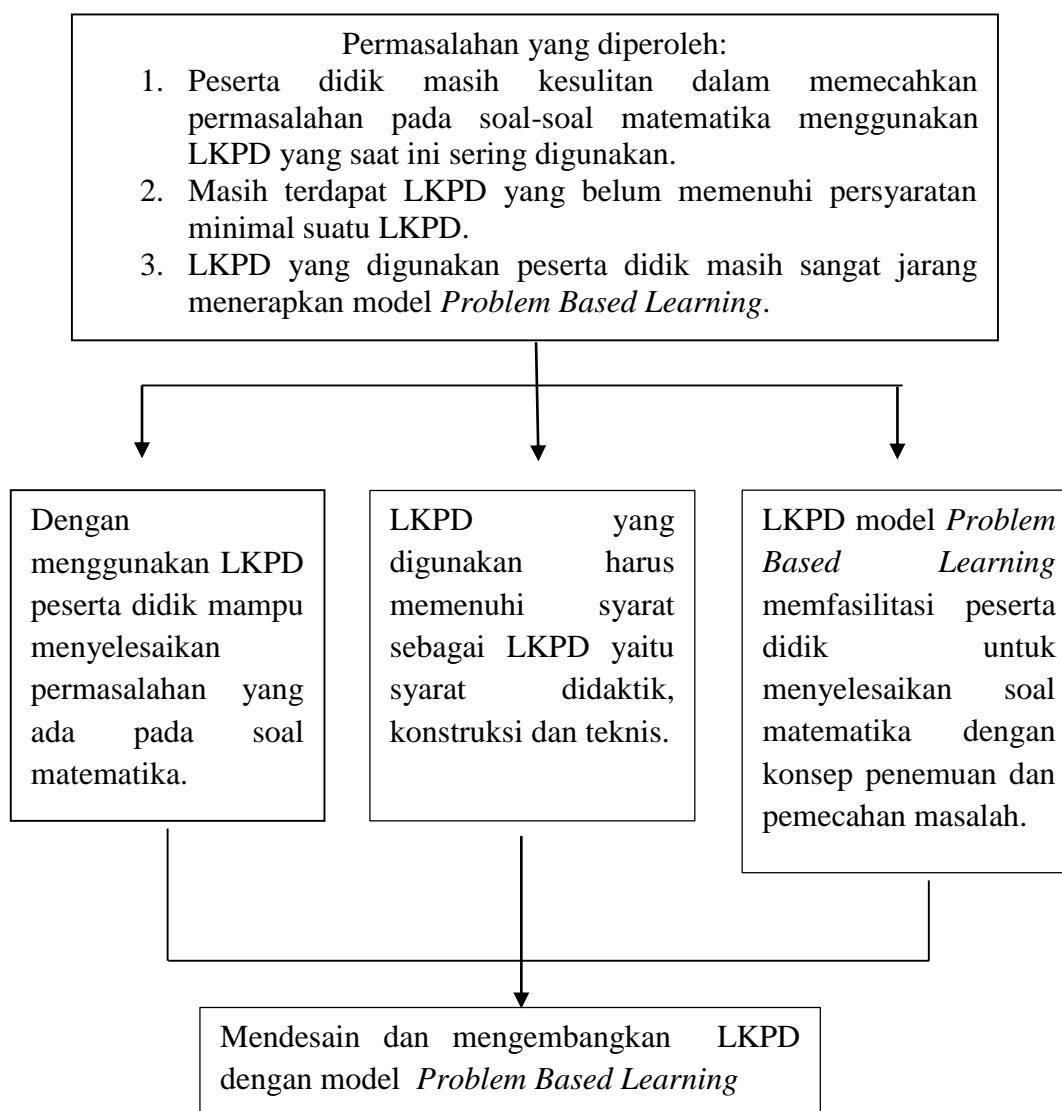 Permasalahan yang diperoleh:
1. Peserta didik masih kesulitan dalam memecahkan
permasalahan pada soal-soal matematika menggunakan
LKPD yang saat ini sering digunakan.
2. Masih terdapat LKPD yang belum memenuhi persyaratan
minimal suatu LKPD.
3. LKPD yang digunakan peserta didik masih sangat jarang
menerapkan model Problem Based Learning.
Dengan
menggunakan LKPD
peserta didik mampu
menyelesaikan
permasalahan yang
ada pada soal
matematika.
LKPD yang
digunakan harus
memenuhi syarat
sebagai LKPD yaitu
syarat didaktik,
konstruksi dan teknis.
LKPD model Problem
Based Learning
memfasilitasi peserta
didik untuk
menyelesaikan soal
matematika dengan
konsep penemuan dan
pemecahan masalah.
Mendesain dan mengembangkan LKPD
dengan model Problem Based Learning